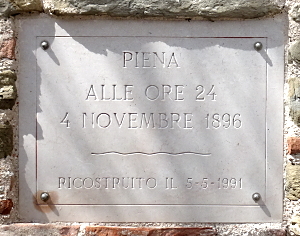 PIENA
ALLE ORE 24
4 NOVEMBRE 1896
RICOSTRUITO IL 5-5-1991